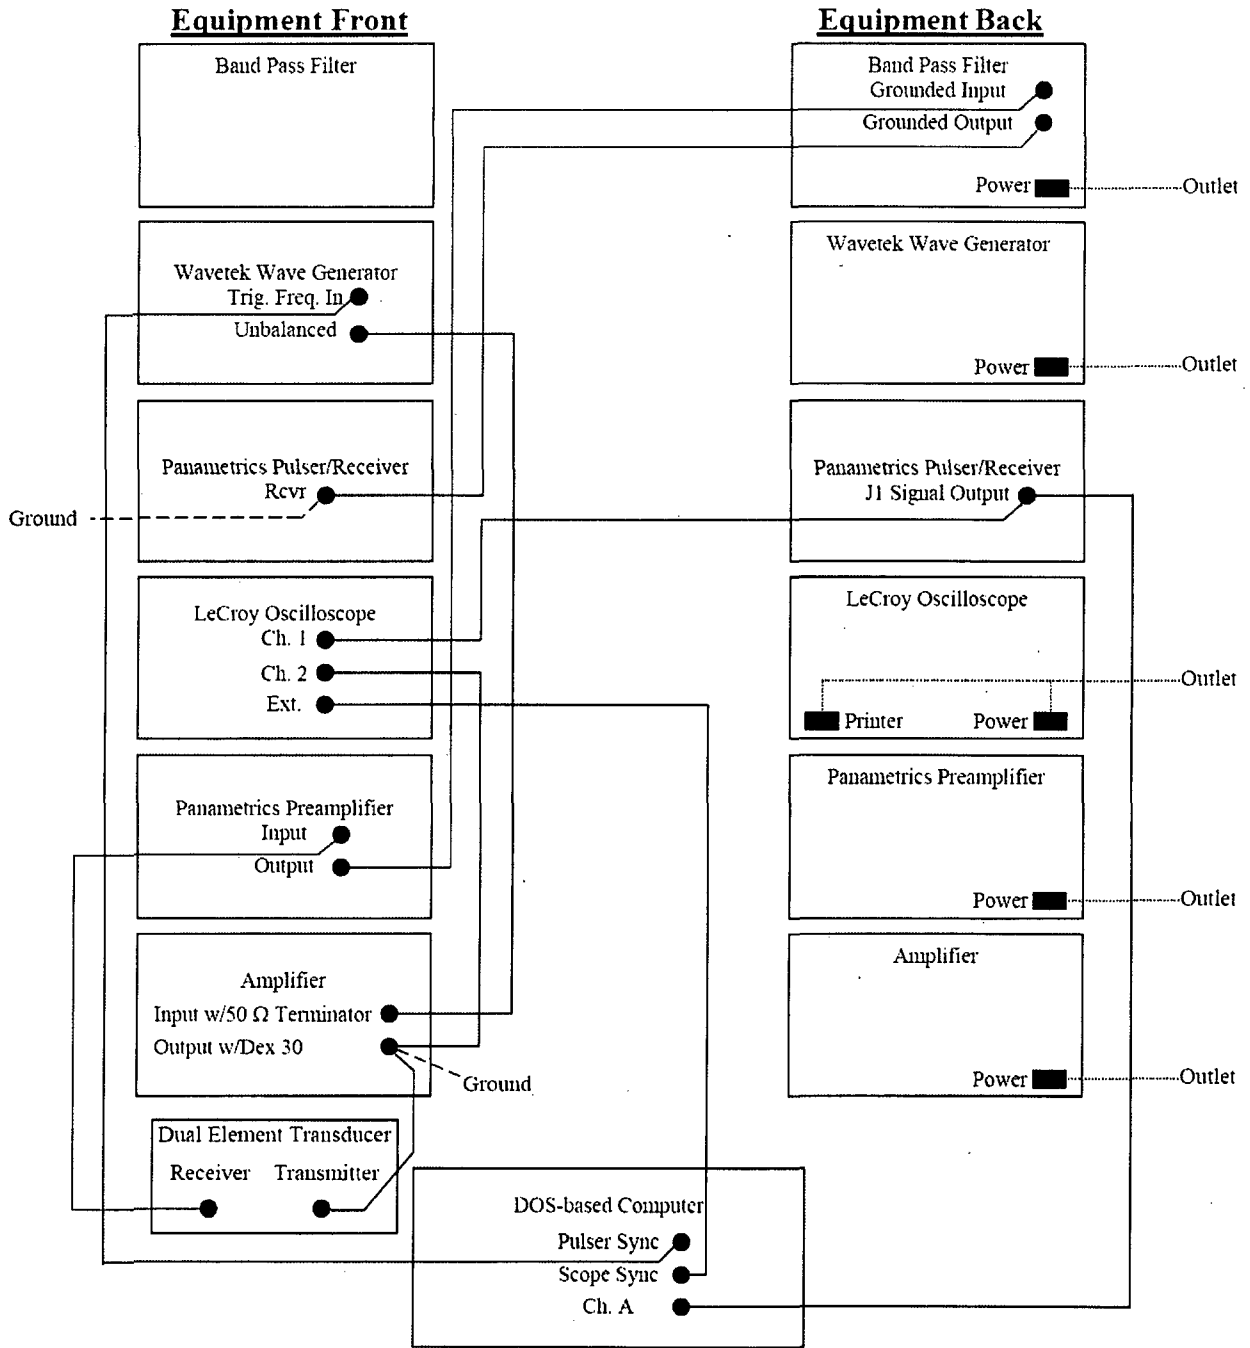 Equipment Front
Band Pass Filter
Wavetek Wave Generator
Trig. Freq. In
Unbalanced
Panametrics Pulser/Receiver
Rcvr
Ground
LeCroy Oscilloscope
Ch. 1
Ch. 2
Ext.
Panametrics Preamplifier
Input
Output
Amplifier
Input w/50 Ω Terminator
Output w/Dex 30
Ground
Dual Element Transducer
Receiver Transmitter
DOS-based Computer
Pulser Sync
Scope Sync
Ch. A
Equipment Back
Band Pass Filter
Grounded Input
Grounded Output
Power
Outlet
Wavetek Wave Generator
Power
Outlet
Panametrics Pulser/Receiver
J1 Signal Output
LeCroy Oscilloscope
Outlet
Printer
Power
Panametrics Preamplifier
Power
Outlet
Amplifier
Power
Outlet